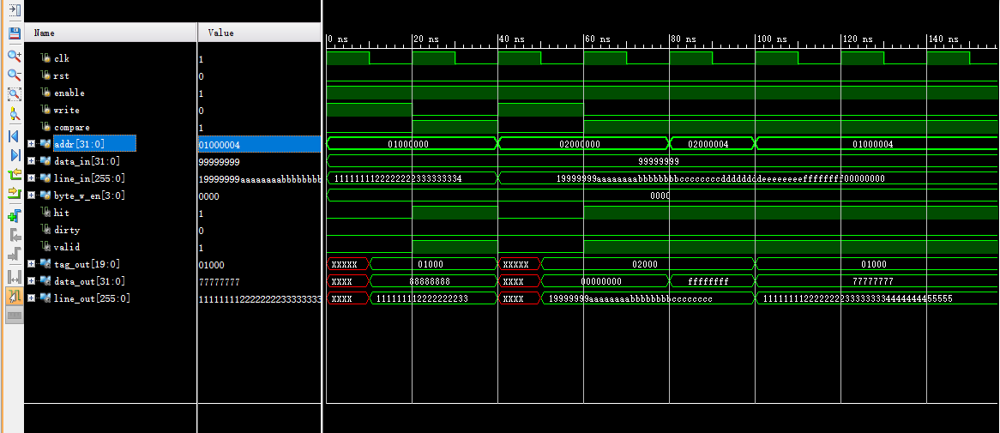 Name Value
0 ns 20 ns 40 ns 60 ns 80 ns 100 ns 120 ns 140 ns
clk 1
rst 0
enable 1
write 0
compare 1
addr[31:0] 01000004 01000000 02000000 02000004 01000004
data_in[31:0] 99999999 99999999
line_in[255:0] 19999999aaaaaaaabbbbbbbb 1111111122222222333333334 19999999aaaaaaaabbbbbbbbccccccccddddddddeeeeeeeeffffffff00000000
byte_w_en[3:0] 0000 0000
hit 1
dirty 0
valid 1
tag_out[19:0] 01000 XXXXX 01000 XXXXX 02000 01000
data_out[31:0] 77777777 XXXX 88888888 XXXX 00000000 ffffffff 77777777
line_out[255:0] 111111112222222233333333 XXXX 111111112222222233 XXXX 19999999aaaaaaaabbbbbbbbcccccccc 1111111122222222333333334444444455555